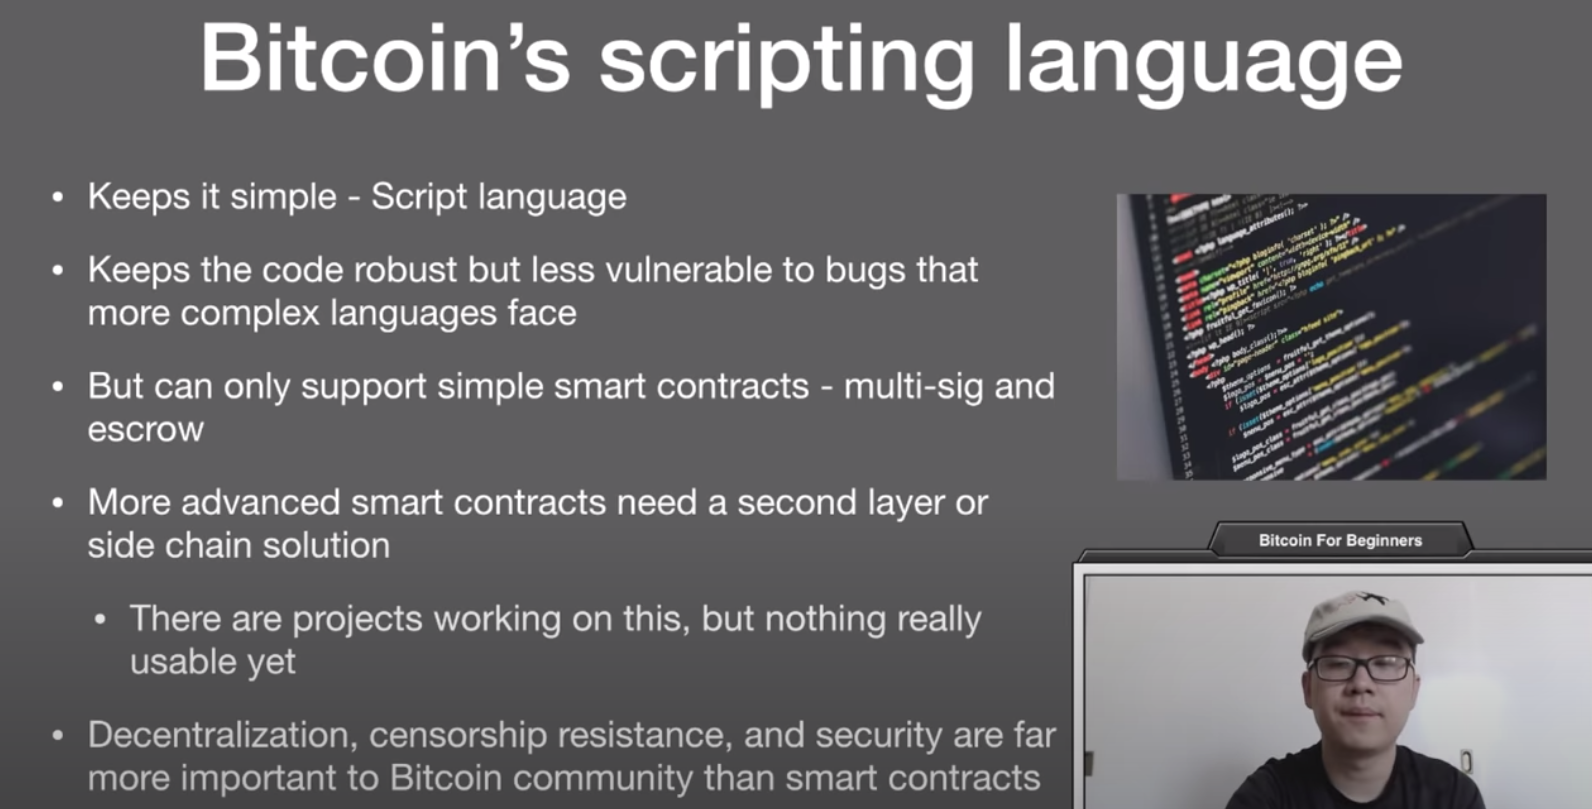 Bitcoin's scripting language
• Keeps it simple - Script language
• Keeps the code robust but less vulnerable to bugs that
more complex languages face
• But can only support simple smart contracts - multi-sig and
escrow
• More advanced smart contracts need a second layer or
side chain solution
• There are projects working on this, but nothing really
usable yet
• Decentralization, censorship resistance, and security are far
more important to Bitcoin community than smart contracts
Bitcoin For Beginners